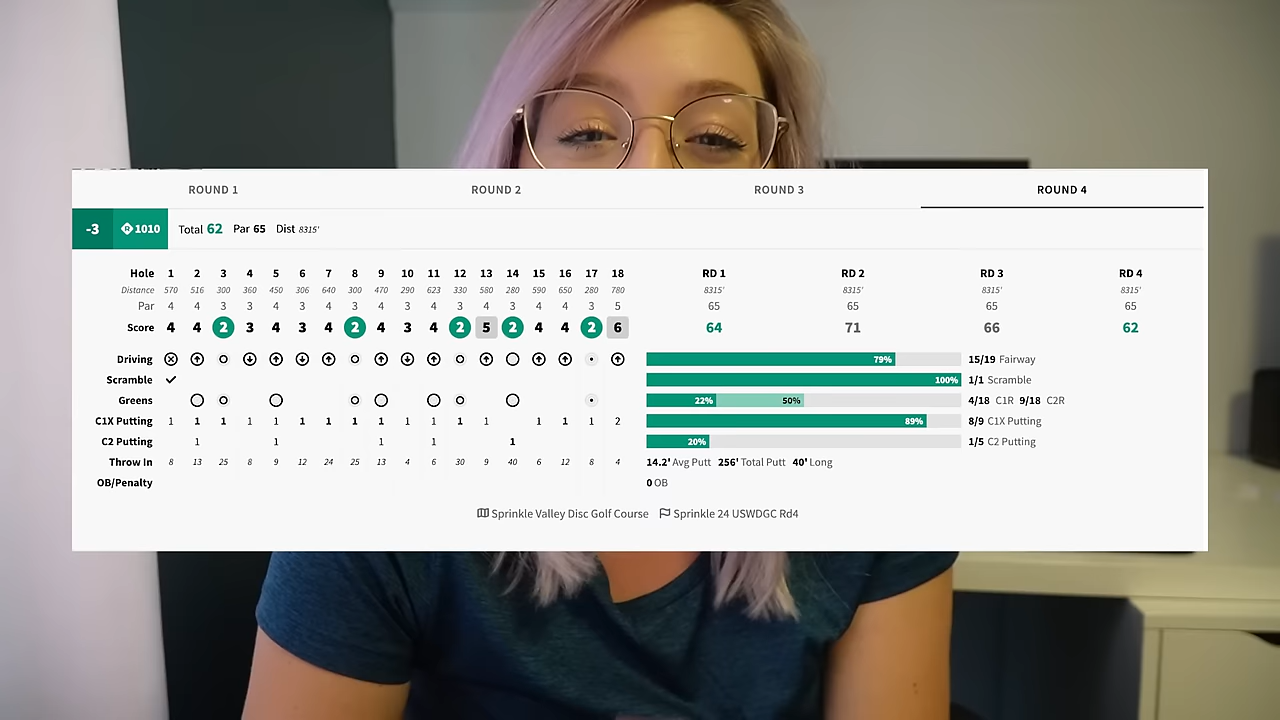 ROUND 1 ROUND 2 ROUND 3 ROUND 4
-3 R 1010 Total 62 Par 65 Dist 8315'
Hole 1 2 3 4 5 6 7 8 9 10 11 12 13 14 15 16 17 18 RD 1 RD 2 RD 3 RD 4
Distance 570 516 300 360 450 306 640 300 470 290 623 330 580 280 590 650 280 780 8315' 8315' 8315' 8315'
Par 4 4 3 3 4 3 4 3 4 3 4 3 4 3 4 4 3 5 65 65 65 65
Score 4 4 2 3 4 3 4 2 4 3 4 2 5 2 4 4 2 6 64 71 66 62
Driving 79% 15/19 Fairway
Scramble 100% 1/1 Scramble
Greens 22% 50% 4/18 C1R 9/18 C2R
C1X Putting 1 1 1 1 1 1 1 1 1 1 1 1 1 1 1 1 2 89% 8/9 C1X Putting
C2 Putting 1 1 1 1 1 20% 1/5 C2 Putting
Throw In 8 13 25 8 9 12 24 25 13 4 6 30 9 40 6 12 8 4 14.2' Avg Putt 256' Total Putt 40' Long
OB/Penalty 0 OB
Sprinkle Valley Disc Golf Course Sprinkle 24 USWDGC Rd4